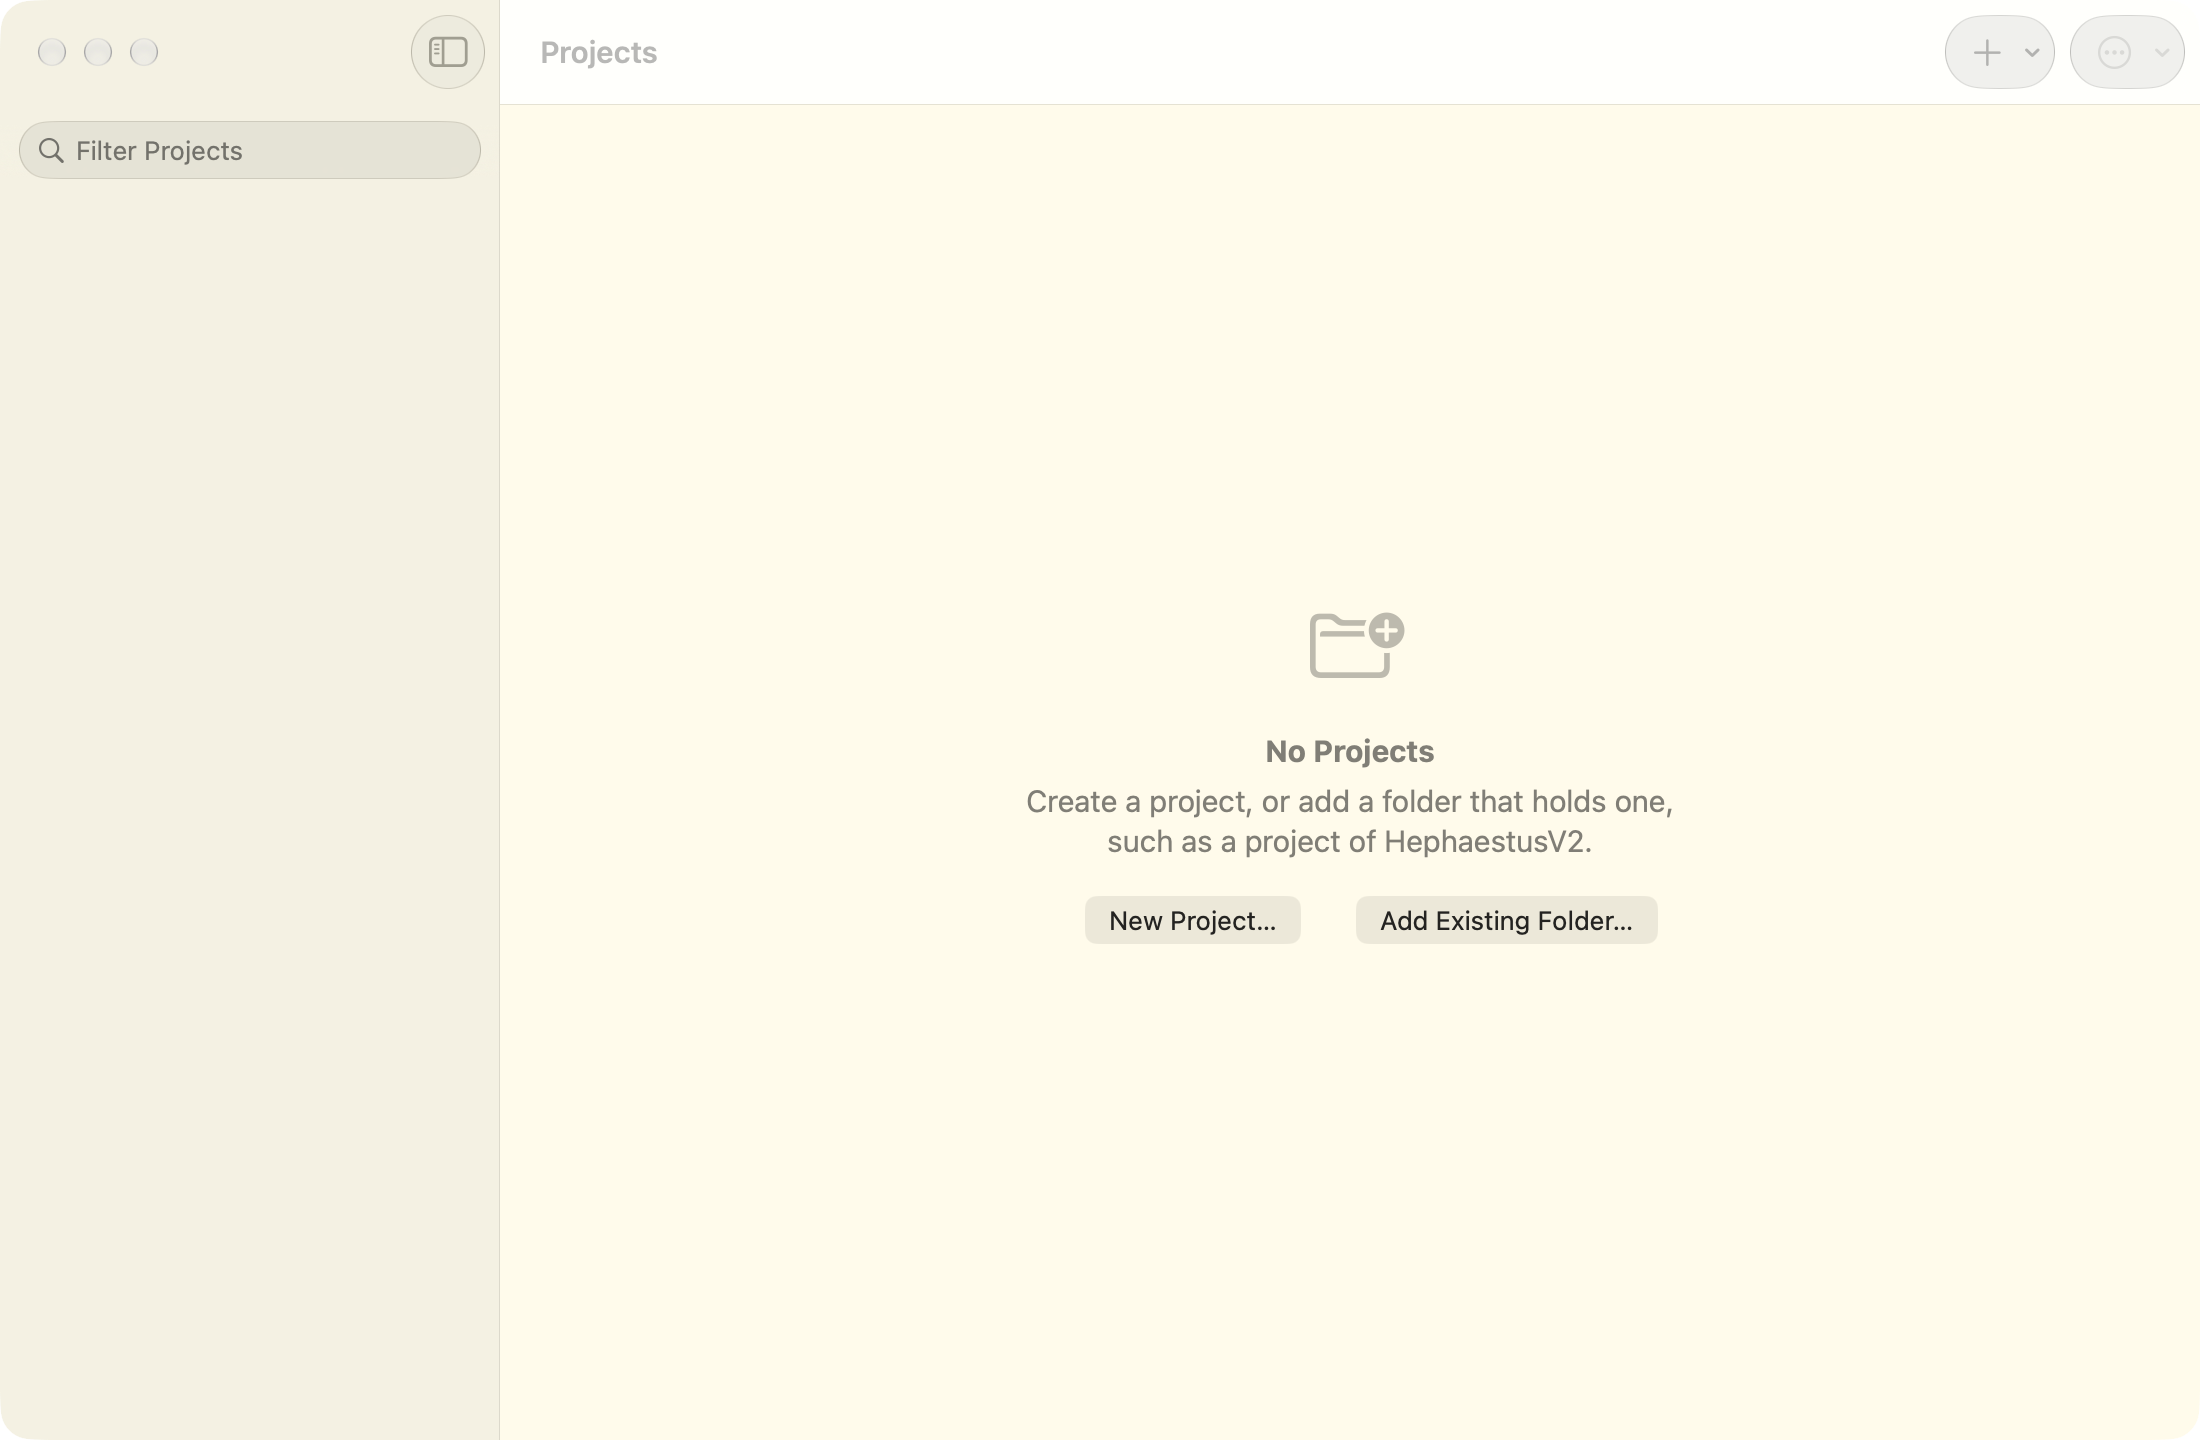 Projects
Filter Projects
No Projects
Create a project, or add a folder that holds one,
such as a project of HephaestusV2.
New Project...
Add Existing Folder...